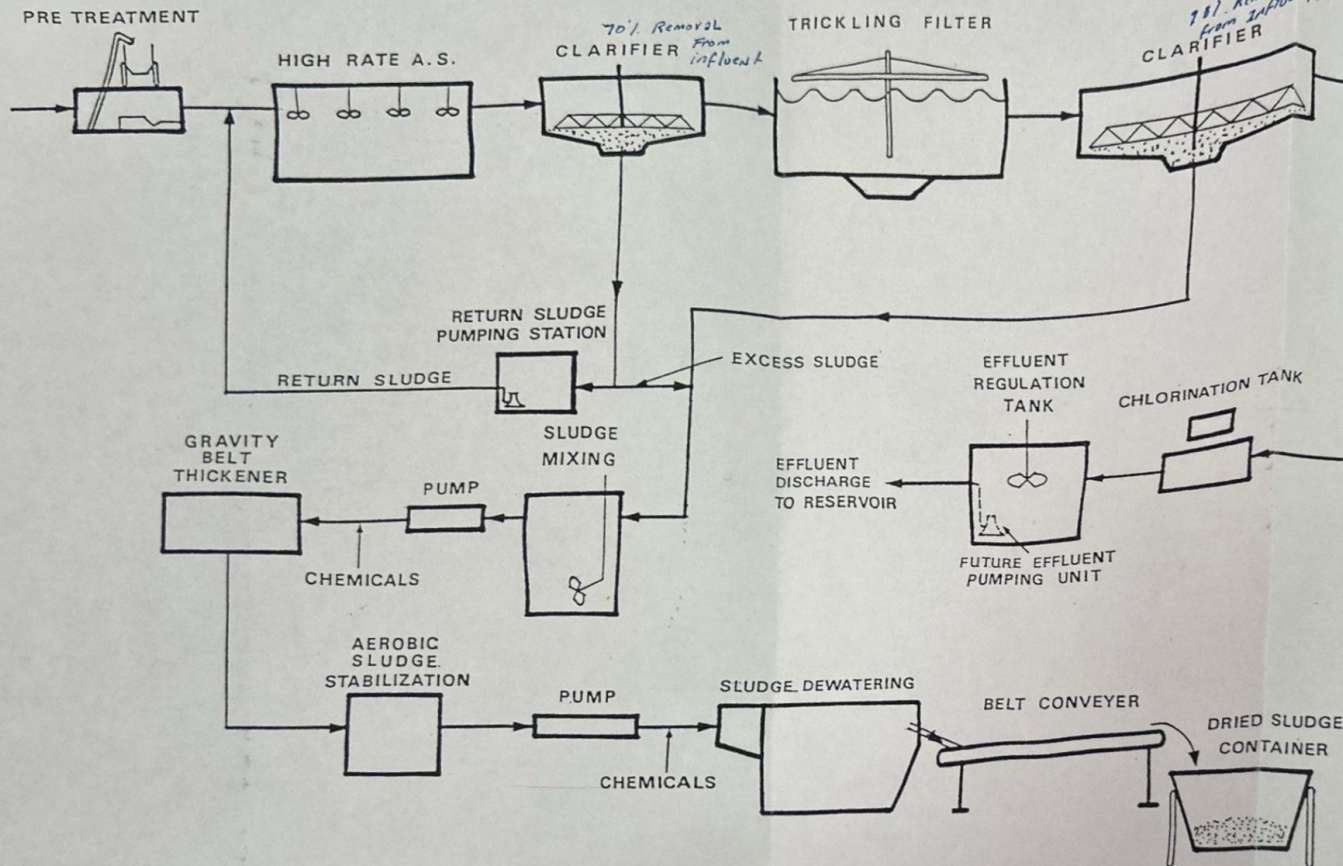 PRE TREATMENT
HIGH RATE A.S.
70% Removal
From
influent
CLARIFIER
TRICKLING FILTER
from
CLARIFIER
RETURN SLUDGE
PUMPING STATION
RETURN SLUDGE
EXCESS SLUDGE
EFFLUENT
REGULATION
TANK
CHLORINATION TANK
GRAVITY
BELT
THICKENER
PUMP
SLUDGE
MIXING
EFFLUENT
DISCHARGE
TO RESERVOIR
CHEMICALS
FUTURE EFFLUENT
PUMPING UNIT
AEROBIC
SLUDGE
STABILIZATION
PUMP
CHEMICALS
SLUDGE DEWATERING
BELT CONVEYER
DRIED SLUDGE
CONTAINER